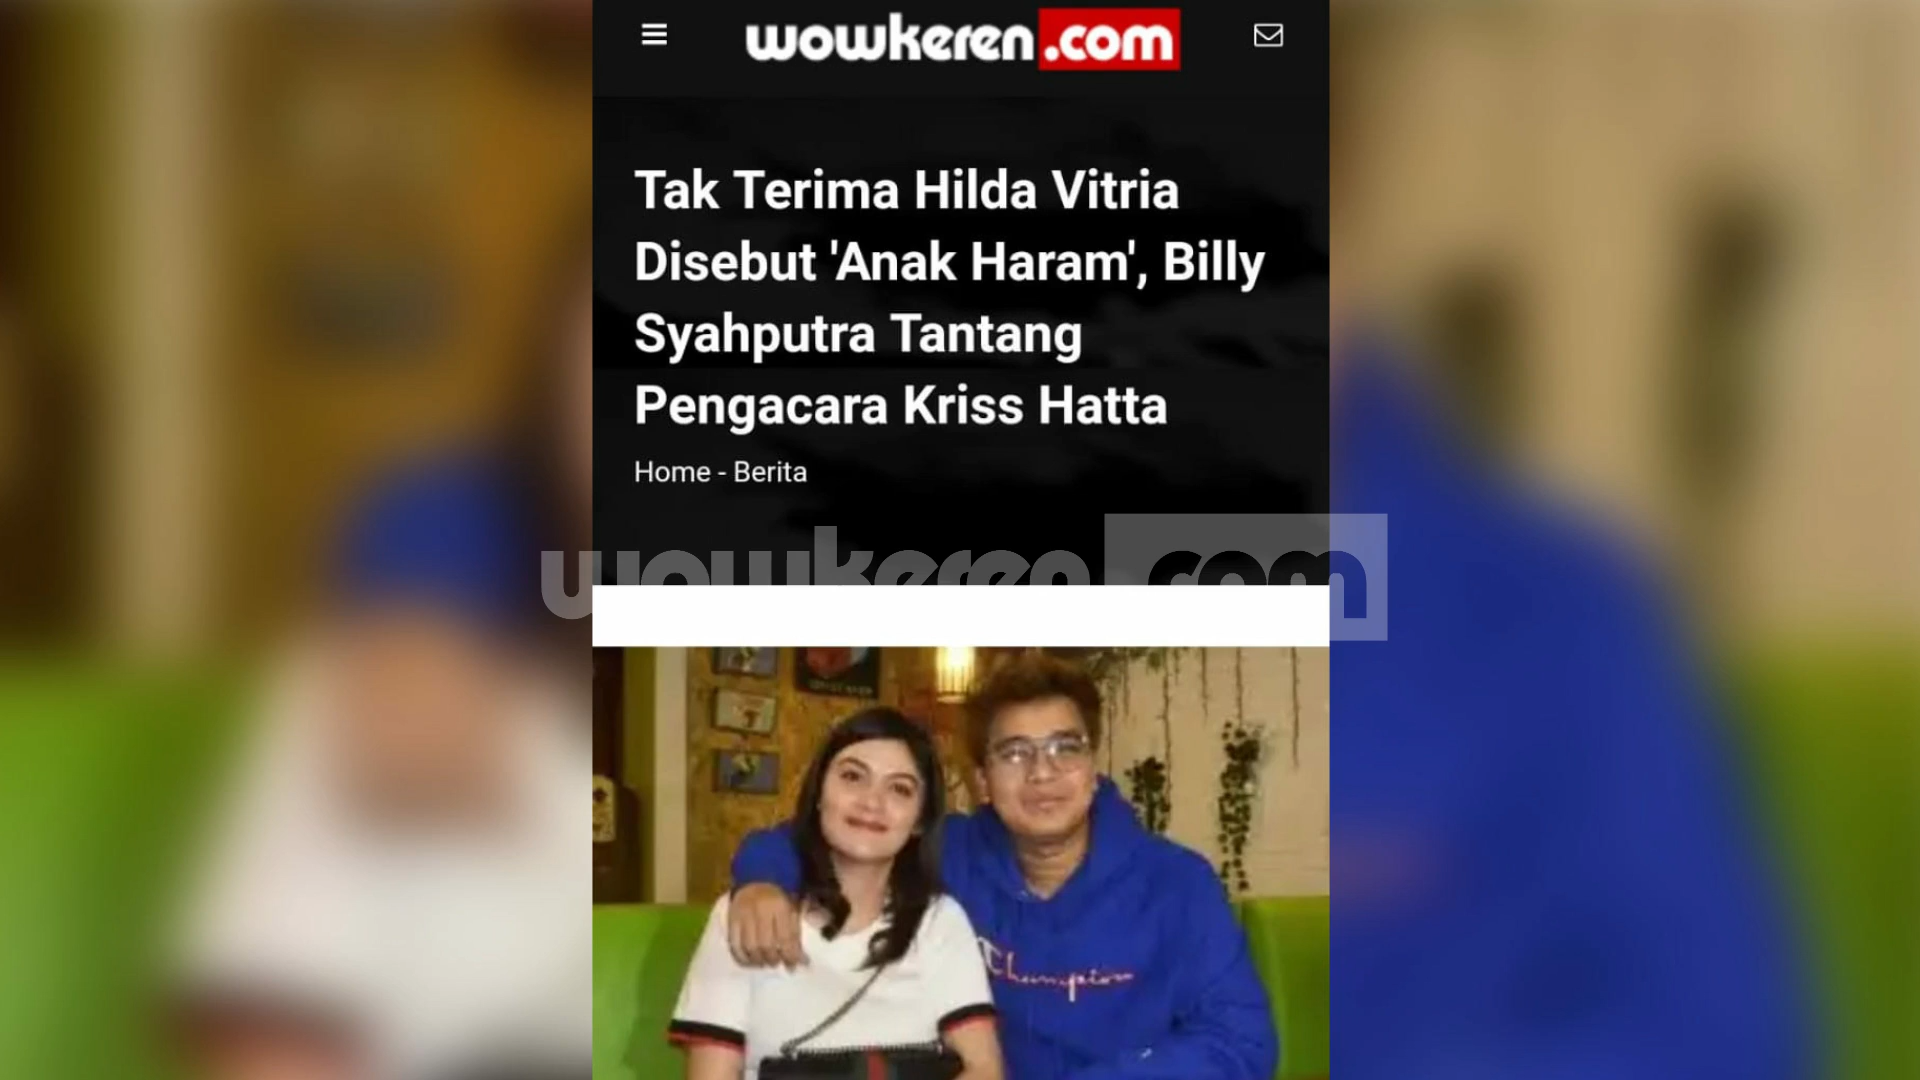 wowkeren.com
Tak Terima Hilda Vitria
Disebut 'Anak Haram', Billy
Syahputra Tantang
Pengacara Kriss Hatta
Home - Berita
wowkeren.com
Champion